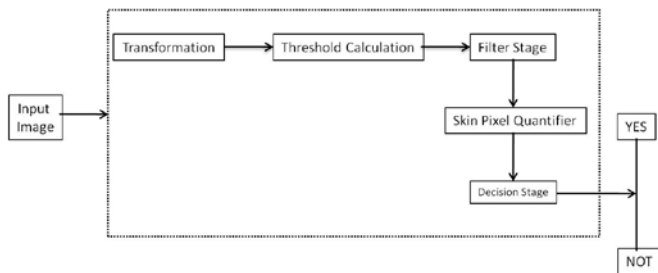 Transformation
Threshold Calculation
Filter Stage
Input
Image
Skin Pixel Quantifier
YES
Decision Stage
NOT